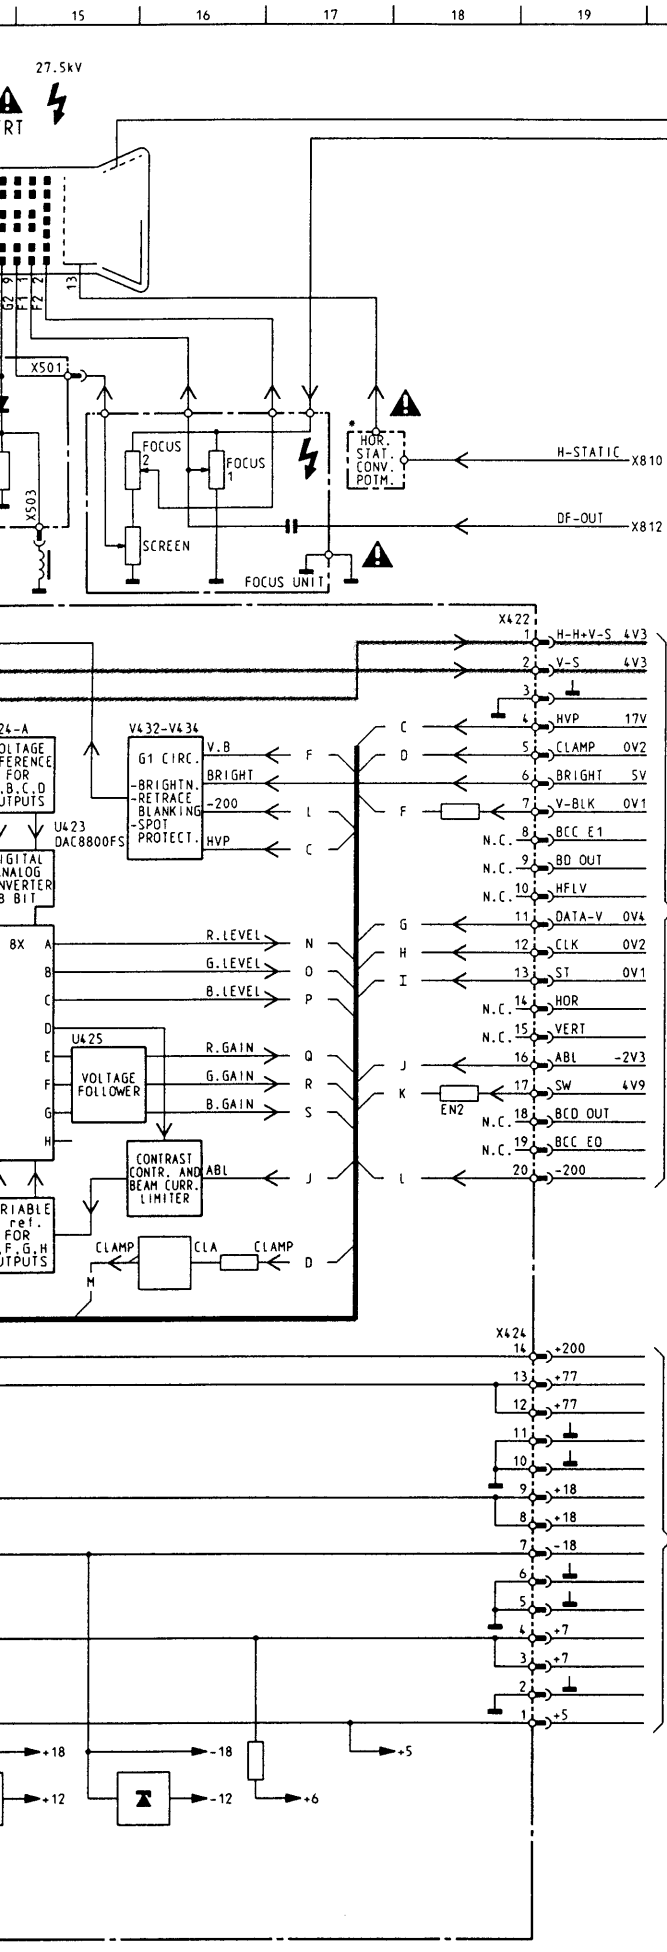 15 16 17 18 19
27.5kV
RT
G2 9
F1 1
F2 2
13
X501
X503
FOCUS
2
FOCUS
1
SCREEN
FOCUS UNIT
*
HOR.
STAT.
CONV.
POTM.
H-STATIC X810
DF-OUT X812
X422
1 H-H+V-S 4V3
2 V-S 4V3
3
4 HVP 17V
5 CLAMP 0V2
6 BRIGHT 5V
7 V-BLK 0V1
N.C. 8 BCC E1
N.C. 9 BD OUT
N.C. 10 HFLV
11 DATA-V 0V4
12 CLK 0V2
13 ST 0V1
N.C. 14 HOR
N.C. 15 VERT
16 ABL -2V3
17 SW 4V9
N.C. 18 BCD OUT
N.C. 19 BCC EO
20 -200
C
D
F
G
H
I
J
K
EN2
L
24-A
OLTAGE
FERENCE
FOR
.B.C.D
UTPUTS
U423
DAC8800FS
IGITAL
NALOG
NVERTER
8 BIT
V432-V434
G1 CIRC.
-BRIGHTN.
-RETRACE
BLANKING
-SPOT
PROTECT.
V.B F
BRIGHT
-200 L
HVP C
8X
A R.LEVEL N
B G.LEVEL O
C B.LEVEL P
D
U425
E R.GAIN Q
F G.GAIN R
G B.GAIN S
H
VOLTAGE
FOLLOWER
CONTRAST
CONTR. AND
BEAM CURR.
LIMITER
ABL J
RIABLE
ref.
FOR
.F.G.H
UTPUTS
CLAMP CLA CLAMP D
M
X424
14 +200
13 +77
12 +77
11
10
9 +18
8 +18
7 -18
6
5
4 +7
3 +7
2
1 +5
+18 -18 +5
+12 -12 +6